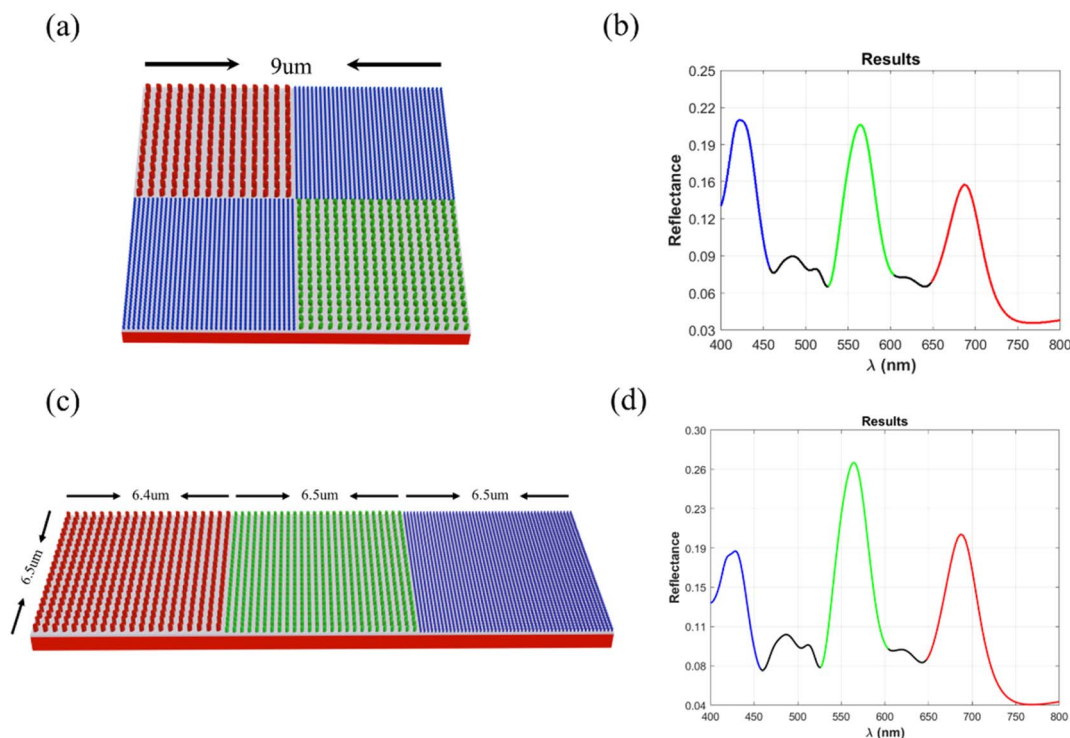 (a)
9um
(b)
Results
0.25
0.22
0.19
0.16
0.12
0.09
0.06
0.03
Reflectance
400 450 500 550 600 650 700 750 800
λ (nm)
(c)
6.4um 6.5um 6.5um
6.5um
(d)
Results
0.30
0.26
0.23
0.19
0.15
0.11
0.08
0.04
Reflectance
400 450 500 550 600 650 700 750 800
λ (nm)